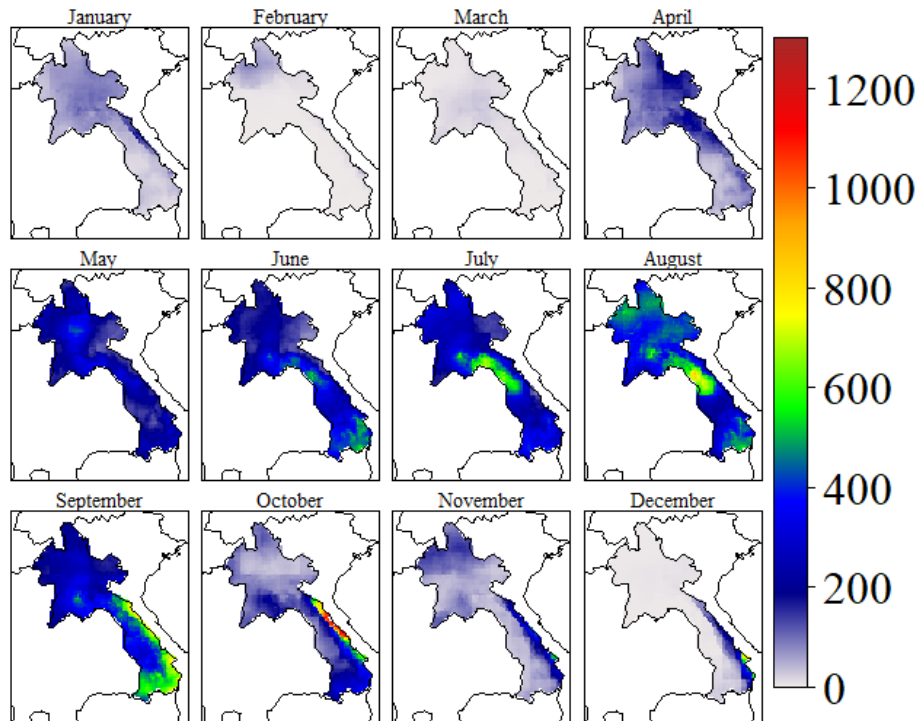 January February March April
1200
1000
May June July August
800
600
400
September October November December
200
0